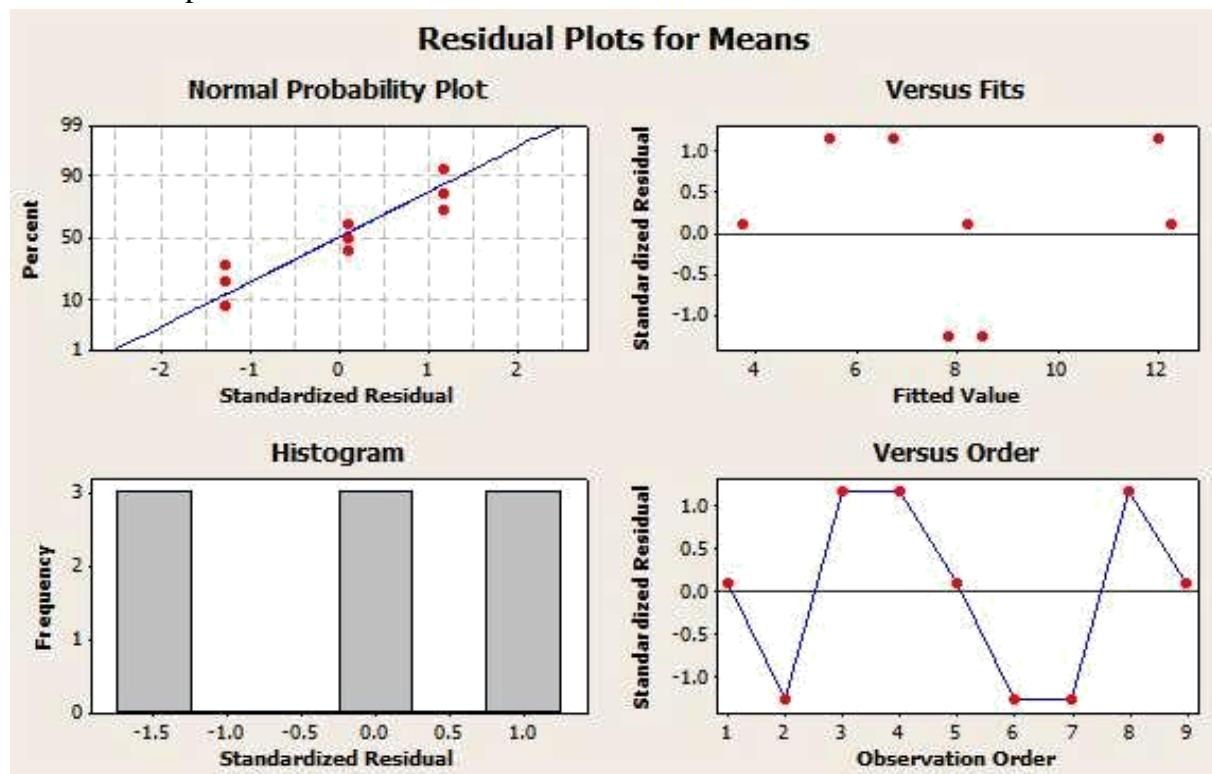 Residual Plots for Means
Normal Probability Plot
Versus Fits
99
90
50
10
1
Percent
-2 -1 0 1 2
Standardized Residual
1.0
0.5
0.0
-0.5
-1.0
Standardized Residual
4 6 8 10 12
Fitted Value
Histogram
Versus Order
3
2
1
0
Frequency
-1.5 -1.0 -0.5 0.0 0.5 1.0
Standardized Residual
1.0
0.5
0.0
-0.5
-1.0
Standardized Residual
1 2 3 4 5 6 7 8 9
Observation Order